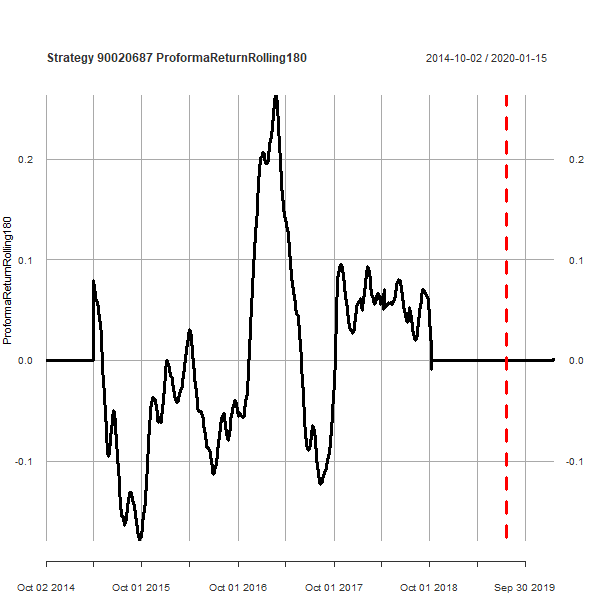 Strategy 90020687 ProformaReturnRolling180
2014-10-02 / 2020-01-15
ProformaReturnRolling180
0.2 0.2
0.1 0.1
0.0 0.0
-0.1 -0.1
Oct 02 2014 Oct 01 2015 Oct 01 2016 Oct 01 2017 Oct 01 2018 Sep 30 2019